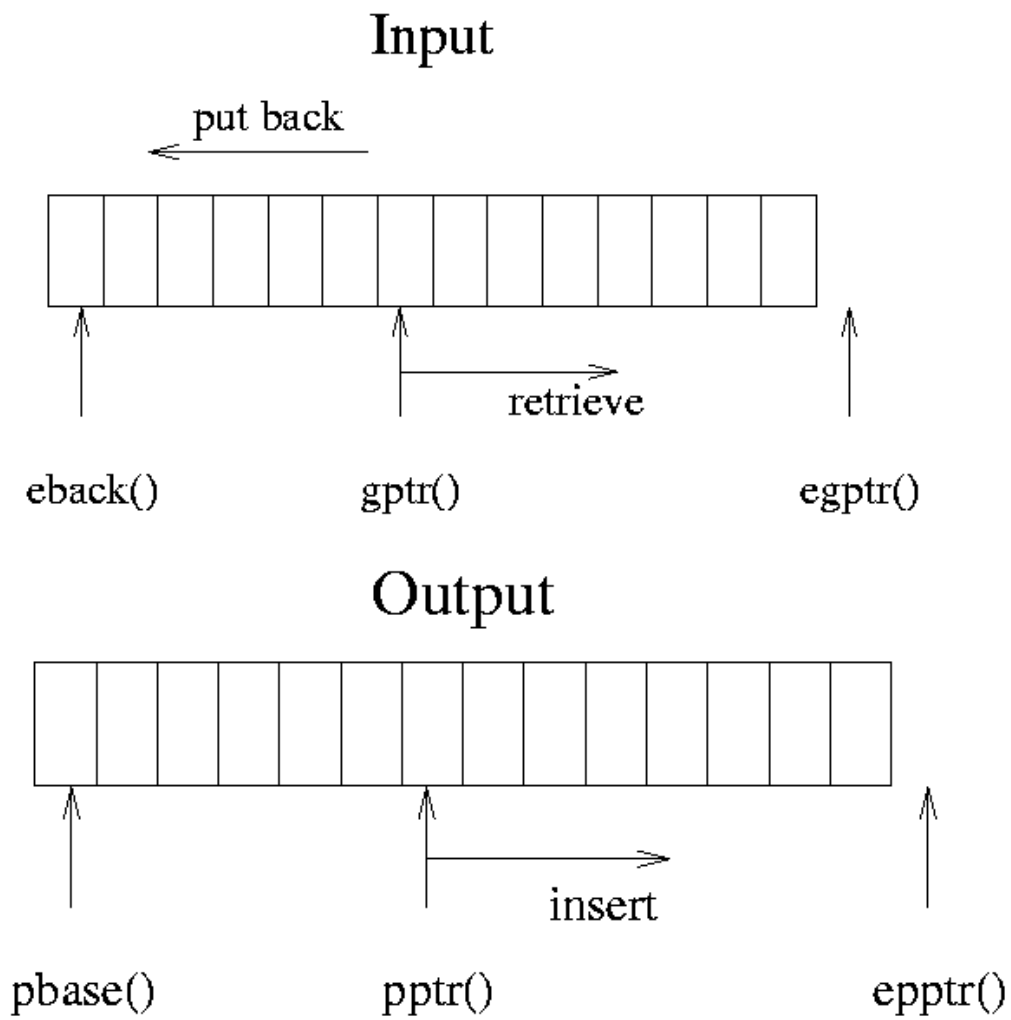 Input
put back
retrieve
eback() gptr() egptr()
Output
insert
pbase() pptr() epptr()